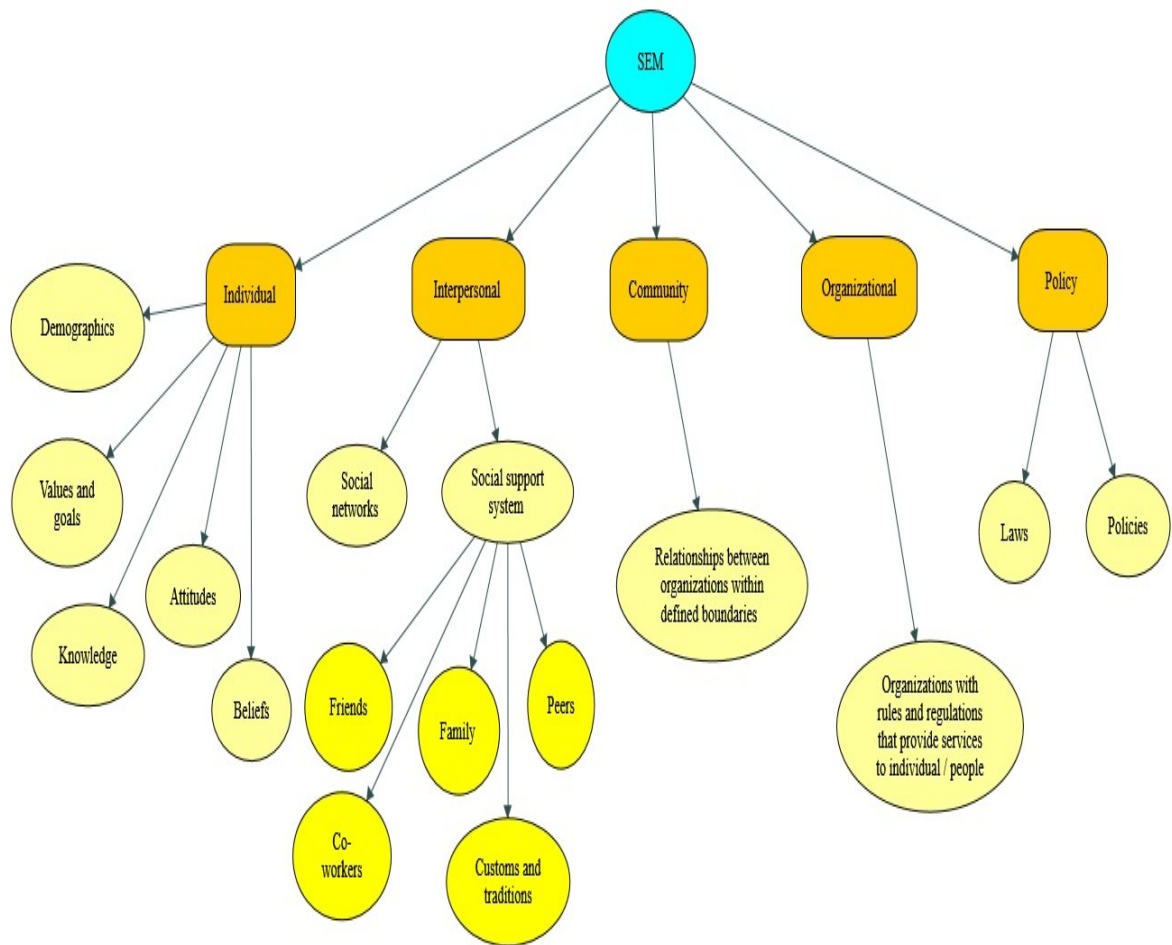 SEM
Individual
Interpersonal
Community
Organizational
Policy
Demographics
Values and
goals
Knowledge
Attitudes
Beliefs
Social
networks
Social support
system
Friends
Co-
workers
Family
Customs and
traditions
Peers
Relationships between
organizations within
defined boundaries
Organizations with
rules and regulations
that provide services
to individual / people
Laws
Policies